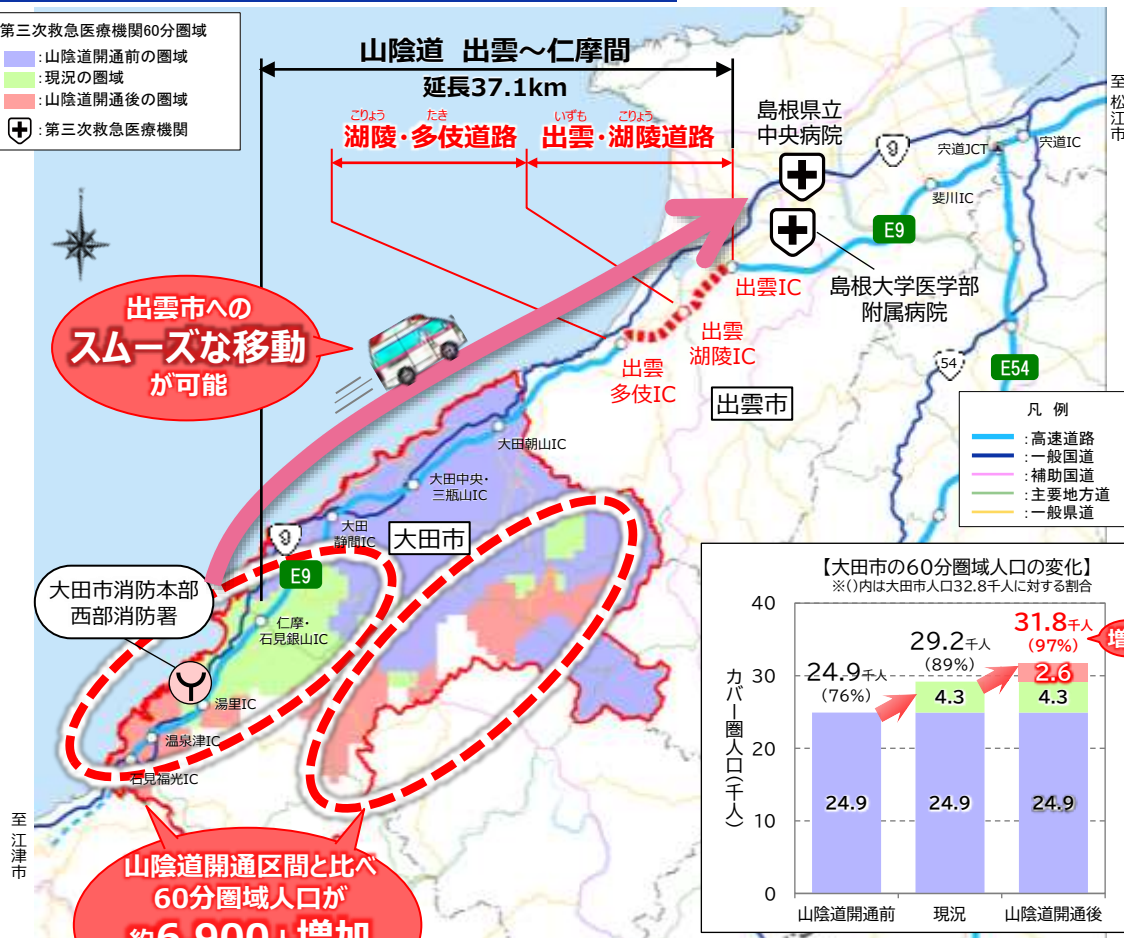 第三次救急医療機関60分圏域
:山陰道開通前の圏域
:現況の圏域
:山陰道開通後の圏域
:第三次救急医療機関
山陰道 出雲～仁摩間
延長37.1km
こりょう たき
湖陵・多伎道路
いずも こりょう
出雲・湖陵道路
島根県立
中央病院
9
宍道JCT
宍道IC
至 松江市
斐川IC
E9
島根大学医学部
附属病院
出雲IC
出雲
湖陵IC
出雲
多伎IC
54
E54
出雲市
出雲市への
スムーズな移動
が可能
凡 例
:高速道路
:一般国道
:補助国道
:主要地方道
:一般県道
大田朝山IC
大田中央・
三瓶山IC
大田
静間IC
大田市
9
E9
大田市消防本部
西部消防署
仁摩・
石見銀山IC
湯里IC
温泉津IC
石見福光IC
至 江津市
山陰道開通区間と比べ
60分圏域人口が
【大田市の60分圏域人口の変化】
※()内は大田市人口32.8千人に対する割合
カバー圏人口(千人)
40
30
20
10
0
24.9千人
(76%)
29.2千人
(89%)
31.8千人
(97%)
2.6
4.3
4.3
24.9
24.9
24.9
山陰道開通前
現況
山陰道開通後